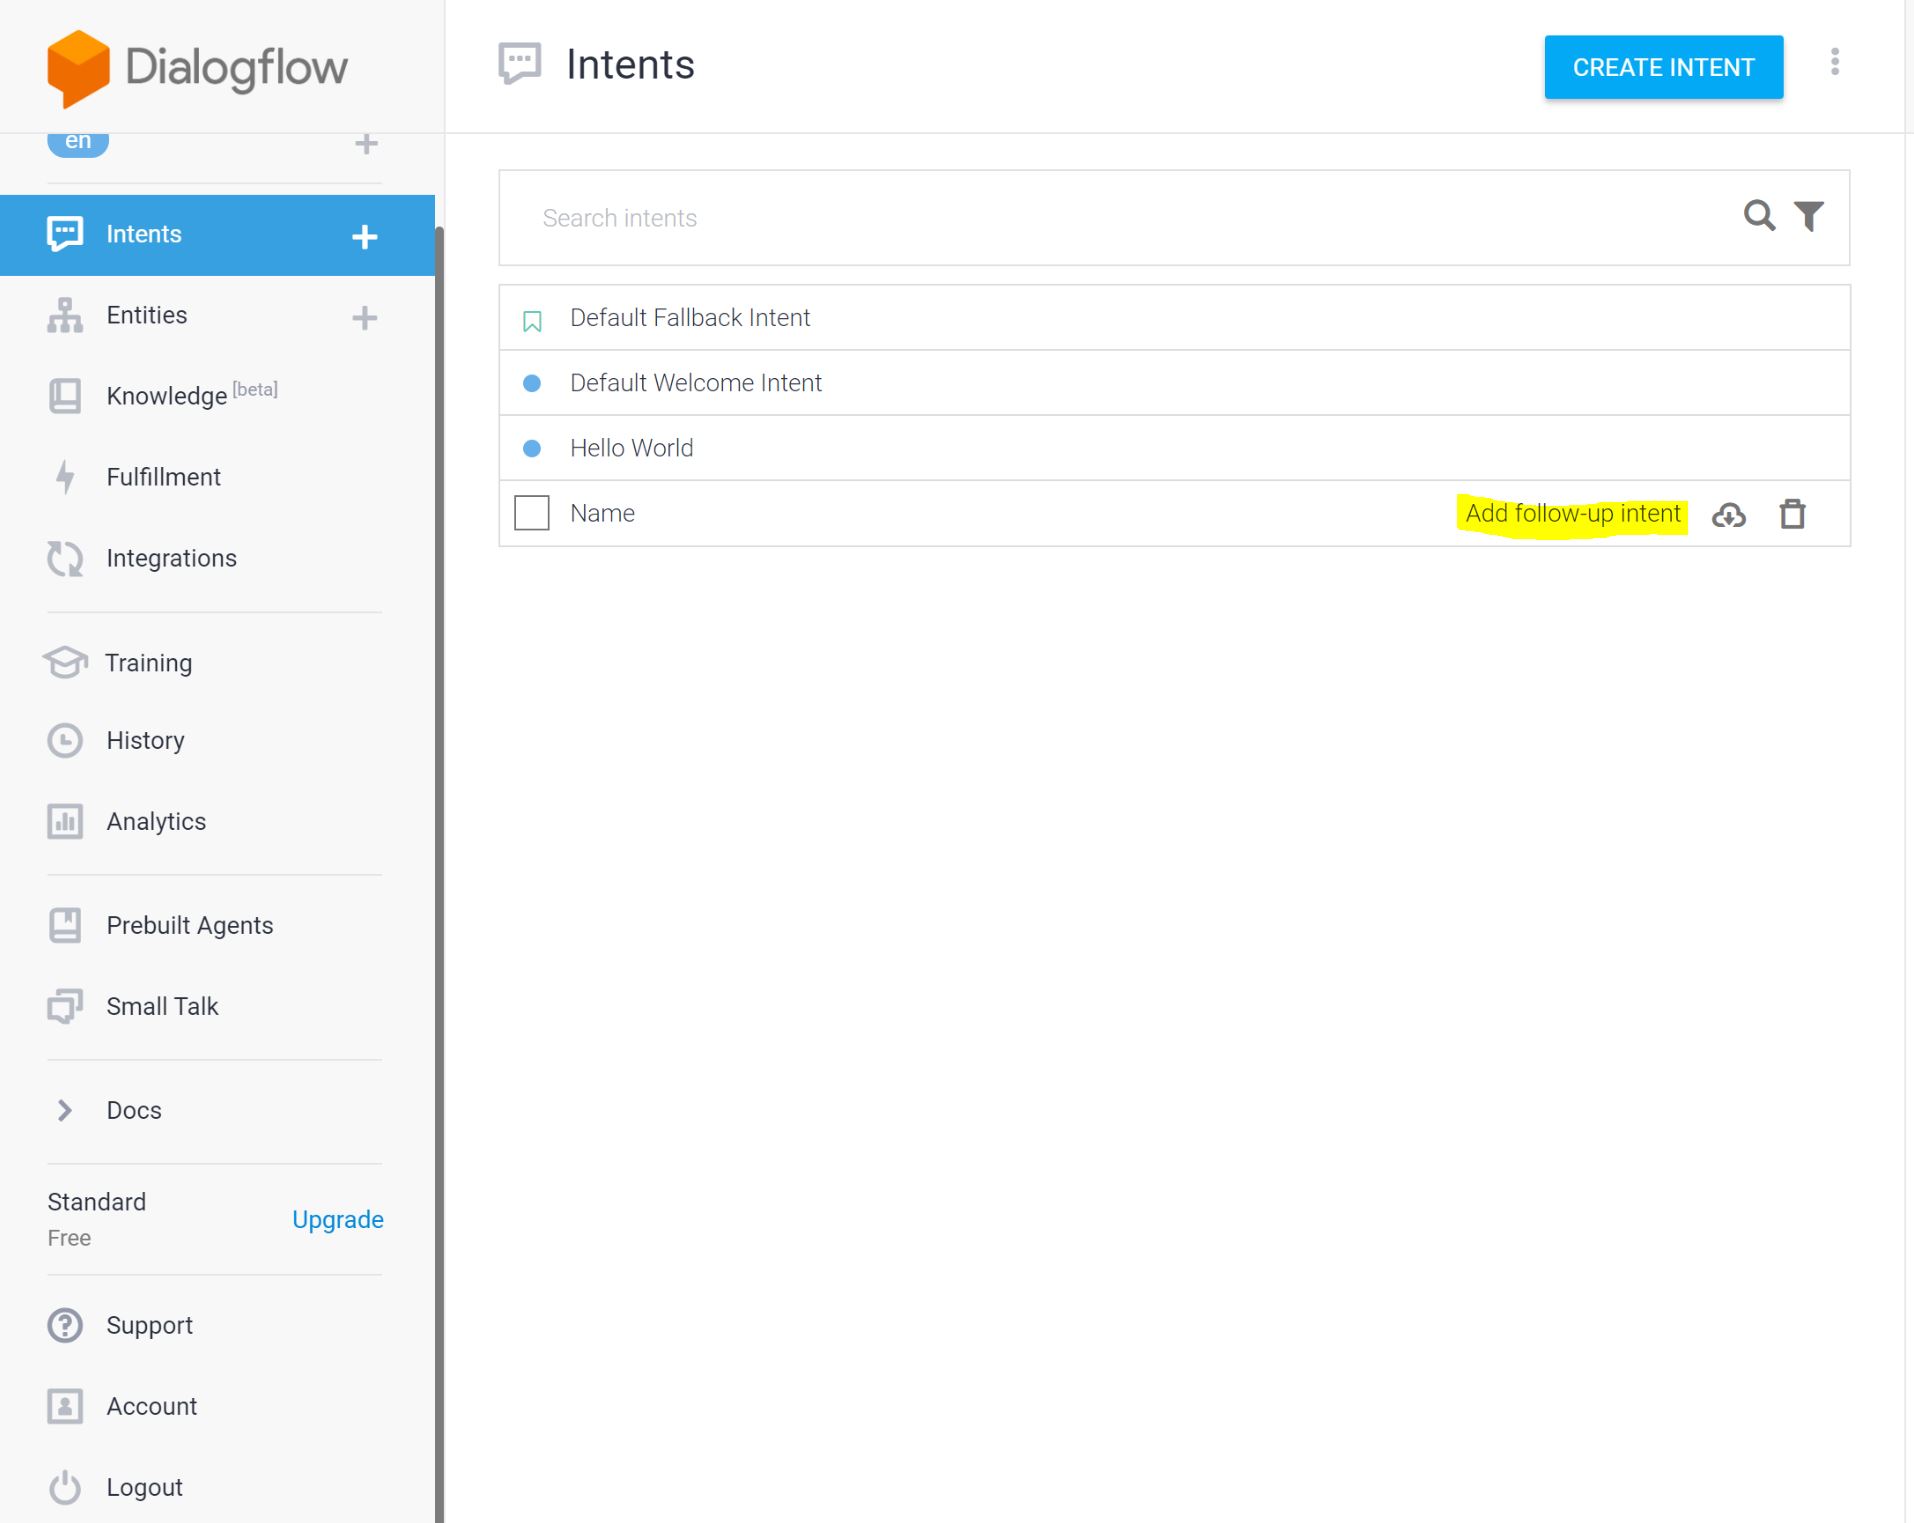 Dialogflow
en
Intents
Entities
Knowledge [beta]
Fulfillment
Integrations
Training
History
Analytics
Prebuilt Agents
Small Talk
Docs
Standard
Free
Upgrade
Support
Account
Logout
Intents
CREATE INTENT
Search intents
Default Fallback Intent
Default Welcome Intent
Hello World
Name Add follow-up intent